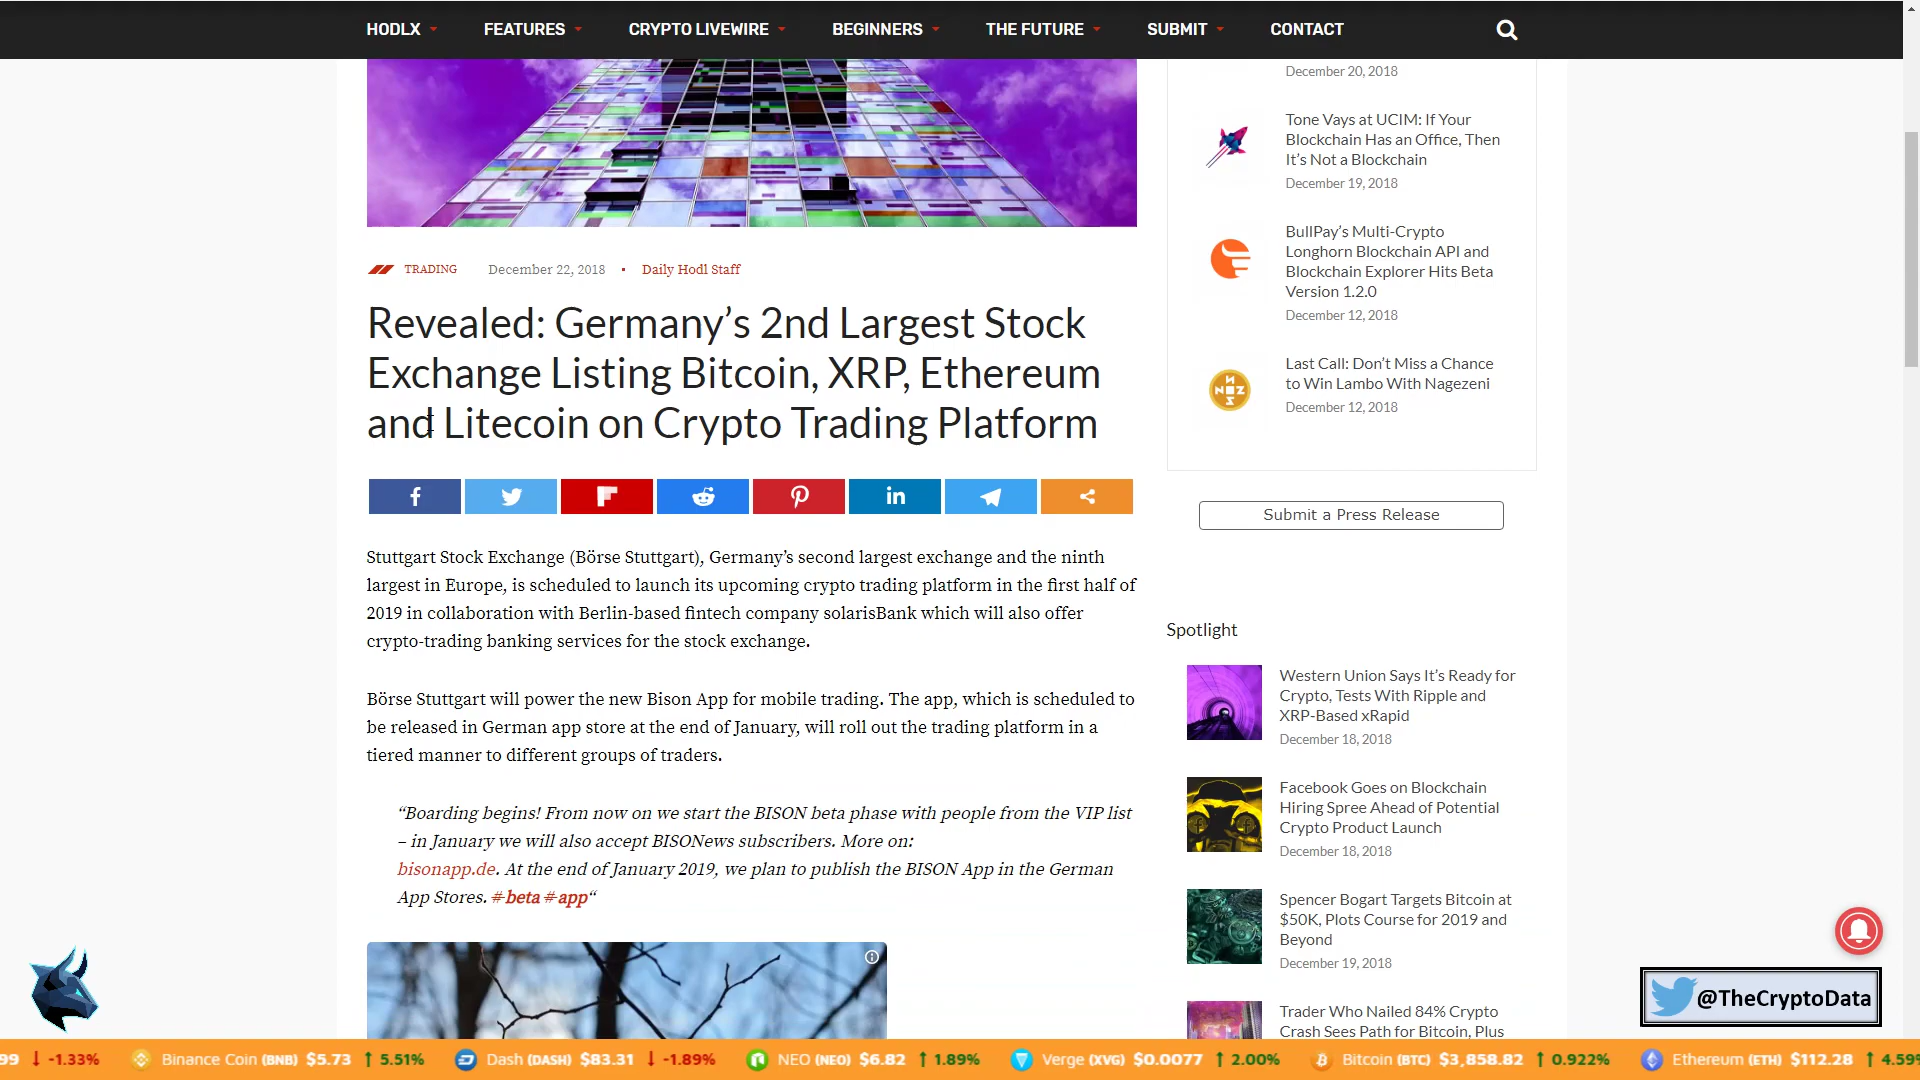 HODLX FEATURES CRYPTO LIVEWIRE BEGINNERS THE FUTURE SUBMIT CONTACT
TRADING December 22, 2018 • Daily Hodl Staff
Revealed: Germany’s 2nd Largest Stock
Exchange Listing Bitcoin, XRP, Ethereum
and Litecoin on Crypto Trading Platform
Stuttgart Stock Exchange (Börse Stuttgart), Germany’s second largest exchange and the ninth
largest in Europe, is scheduled to launch its upcoming crypto trading platform in the first half of
2019 in collaboration with Berlin-based fintech company solarisBank which will also offer
crypto-trading banking services for the stock exchange.
Börse Stuttgart will power the new Bison App for mobile trading. The app, which is scheduled to
be released in German app store at the end of January, will roll out the trading platform in a
tiered manner to different groups of traders.
“Boarding begins! From now on we start the BISON beta phase with people from the VIP list
– in January we will also accept BISONews subscribers. More on:
bisonapp.de. At the end of January 2019, we plan to publish the BISON App in the German
App Stores. #beta #app“
December 20, 2018
Tone Vays at UCIM: If Your
Blockchain Has an Office, Then
It’s Not a Blockchain
December 19, 2018
BullPay’s Multi-Crypto
Longhorn Blockchain API and
Blockchain Explorer Hits Beta
Version 1.2.0
December 12, 2018
Last Call: Don’t Miss a Chance
to Win Lambo With Nagezeni
December 12, 2018
Submit a Press Release
Spotlight
Western Union Says It’s Ready for
Crypto, Tests With Ripple and
XRP-Based xRapid
December 18, 2018
Facebook Goes on Blockchain
Hiring Spree Ahead of Potential
Crypto Product Launch
December 18, 2018
Spencer Bogart Targets Bitcoin at
$50K, Plots Course for 2019 and
Beyond
December 19, 2018
Trader Who Nailed 84% Crypto
Crash Sees Path for Bitcoin, Plus
@TheCryptoData
99 ↓ -1.33% Binance Coin (BNB) $5.73 ↑ 5.51% Dash (DASH) $83.31 ↓ -1.89% NEO (NEO) $6.82 ↑ 1.89% Verge (XVG) $0.0077 ↑ 2.00% Bitcoin (BTC) $3,858.82 ↑ 0.922% Ethereum (ETH) $112.28 ↑ 4.59%